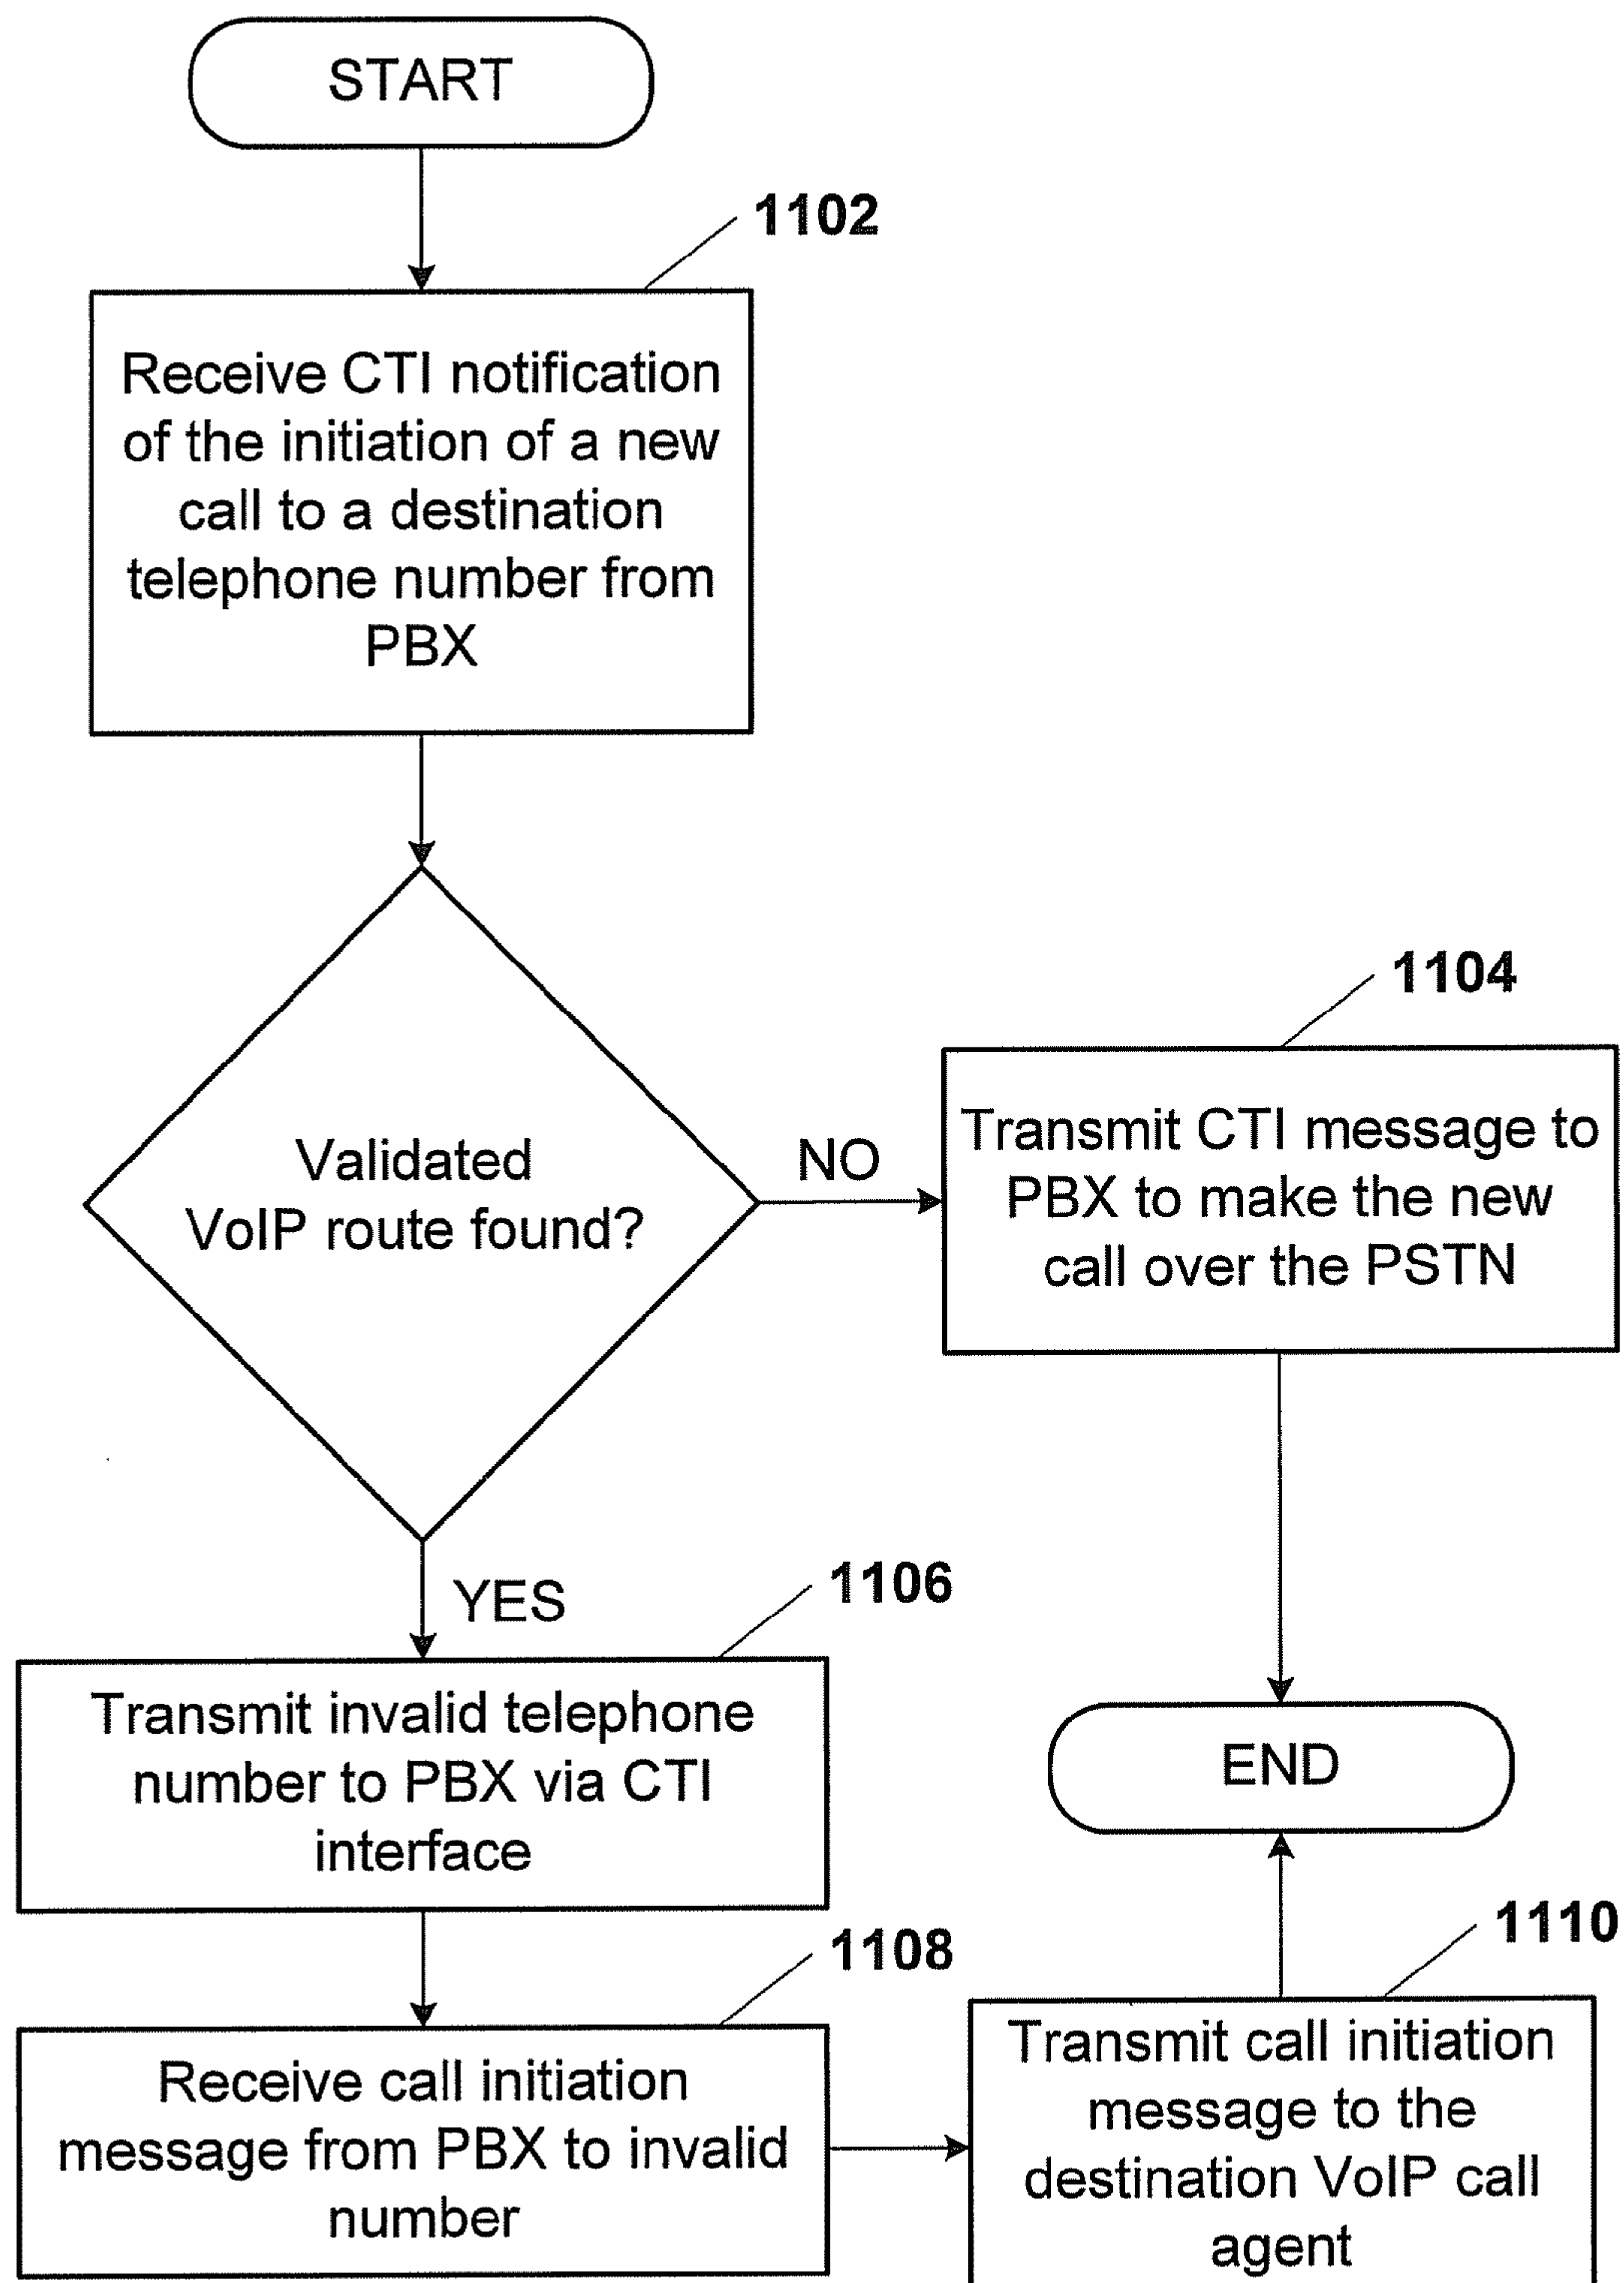 START
1102
Receive CTI notification
of the initiation of a new
call to a destination
telephone number from
PBX
Validated
VoIP route found?
NO
1104
Transmit CTI message to
PBX to make the new
call over the PSTN
YES
1106
Transmit invalid telephone
number to PBX via CTI
interface
END
1108
Receive call initiation
message from PBX to invalid
number
1110
Transmit call initiation
message to the
destination VoIP call
agent